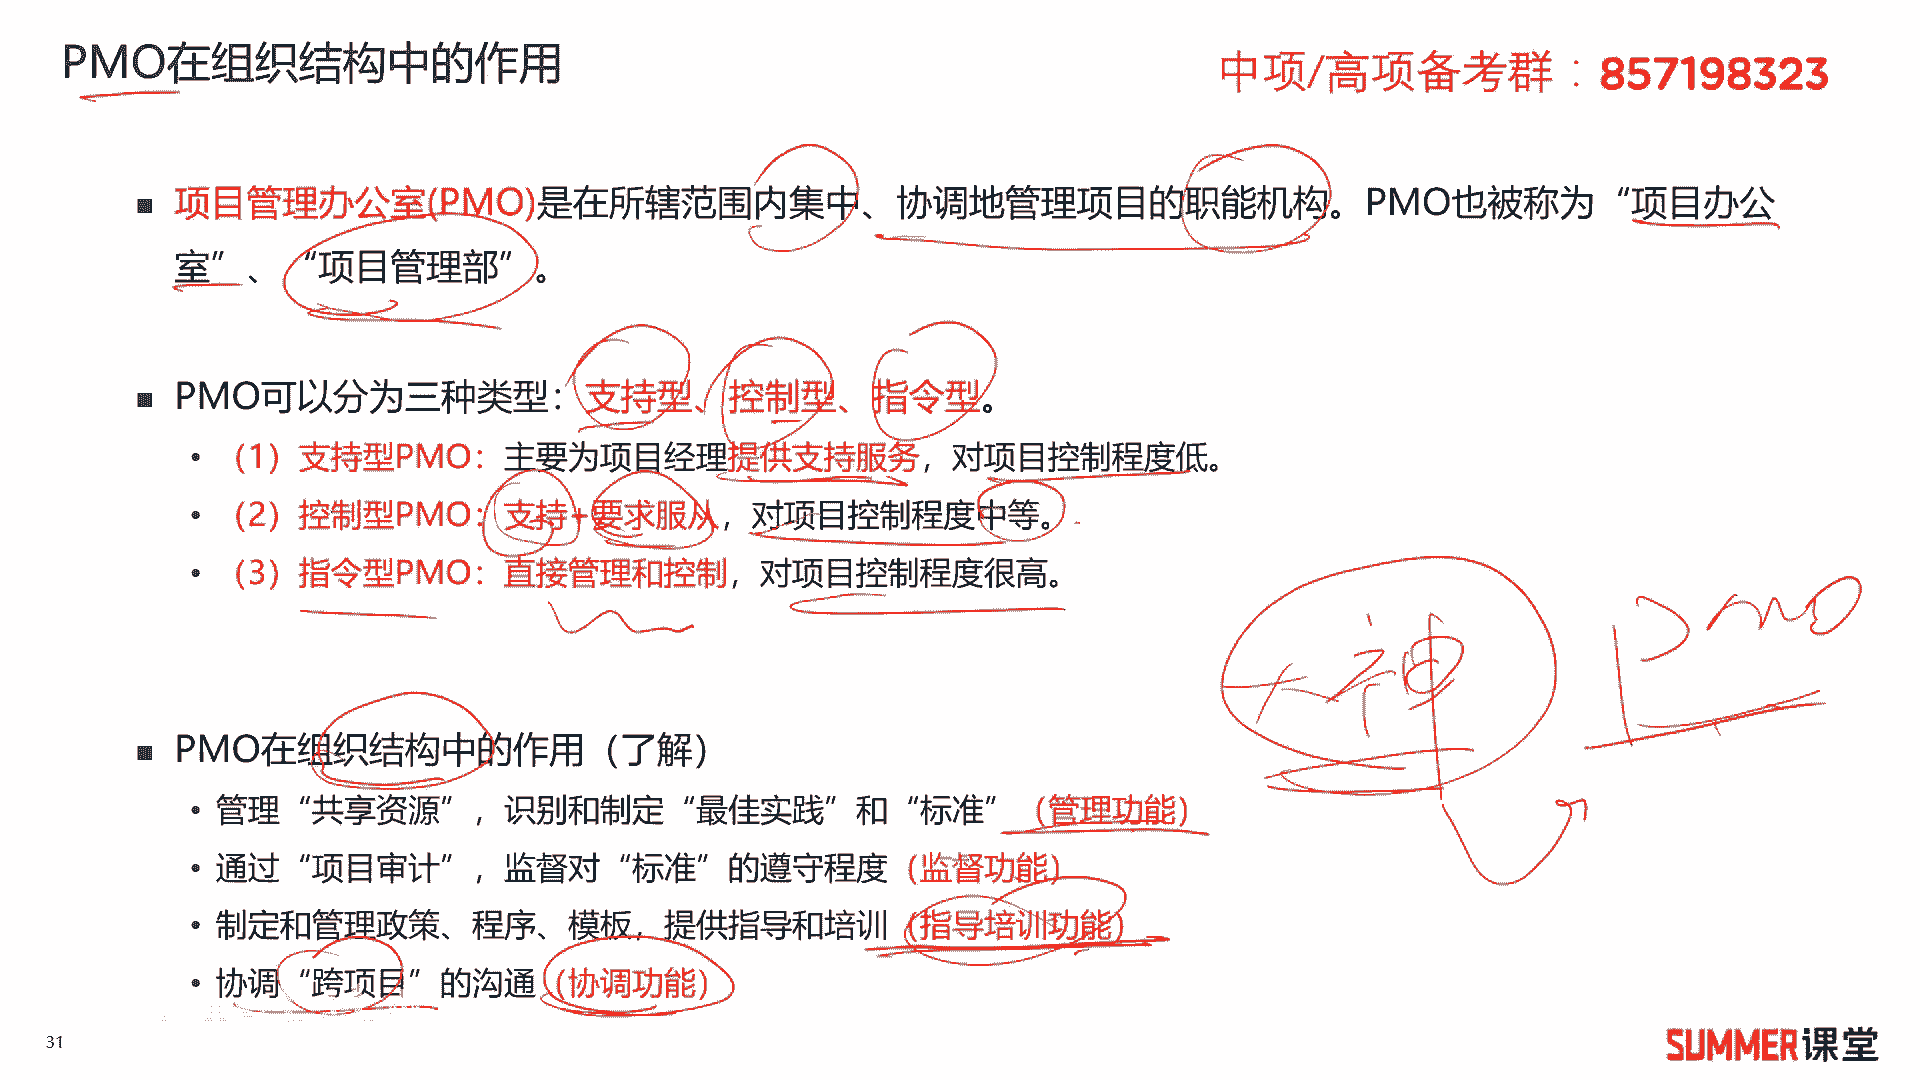 PMO在组织结构中的作用
中项/高项备考群：857198323
项目管理办公室(PMO)是在所辖范围内集中、协调地管理项目的职能机构。PMO也被称为“项目办公
室”、“项目管理部”。
PMO可以分为三种类型：支持型、控制型、指令型。
（1）支持型PMO：主要为项目经理提供支持服务，对项目控制程度低。
（2）控制型PMO：支持+要求服从，对项目控制程度中等。
（3）指令型PMO：直接管理和控制，对项目控制程度很高。
大神
PMO
PMO在组织结构中的作用（了解）
管理“共享资源”，识别和制定“最佳实践”和“标准”（管理功能）
通过“项目审计”，监督对“标准”的遵守程度（监督功能）
制定和管理政策、程序、模板，提供指导和培训（指导培训功能）
协调“跨项目”的沟通（协调功能）
31
SUMMER课堂